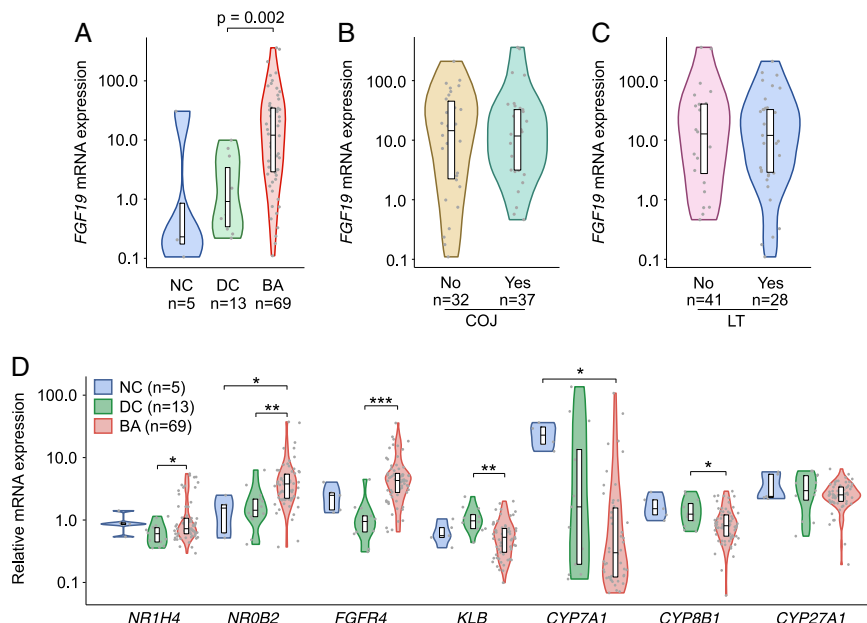 A
p = 0.002
FGF19 mRNA expression
100.0
10.0
1.0
0.1
NC
n=5
DC
n=13
BA
n=69
B
FGF19 mRNA expression
100.0
10.0
1.0
0.1
No
n=32
Yes
n=37
COJ
C
FGF19 mRNA expression
100.0
10.0
1.0
0.1
No
n=41
Yes
n=28
LT
D
Relative mRNA expression
100.0
10.0
1.0
0.1
NC (n=5)
DC (n=13)
BA (n=69)
*
*
**
***
**
*
*
NR1H4
NR0B2
FGFR4
KLB
CYP7A1
CYP8B1
CYP27A1